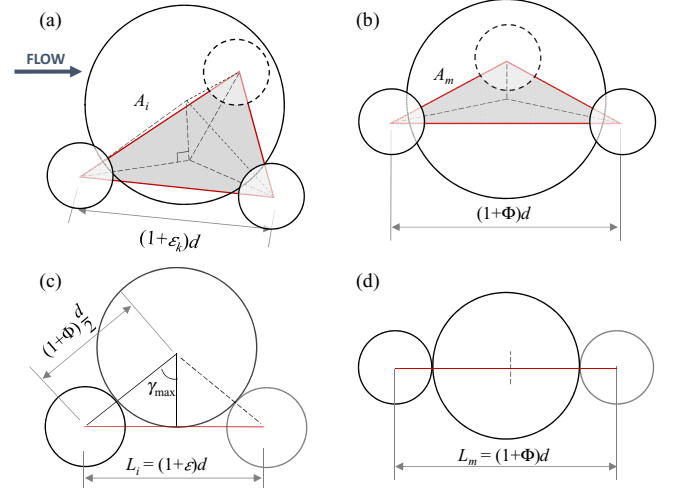 (a)
(b)
FLOW
A_i
A_m
(1+ε_k)d
(1+Φ)d
(c)
(d)
(1+Φ)d/2
γ_max
L_i = (1+ε)d
L_m = (1+Φ)d